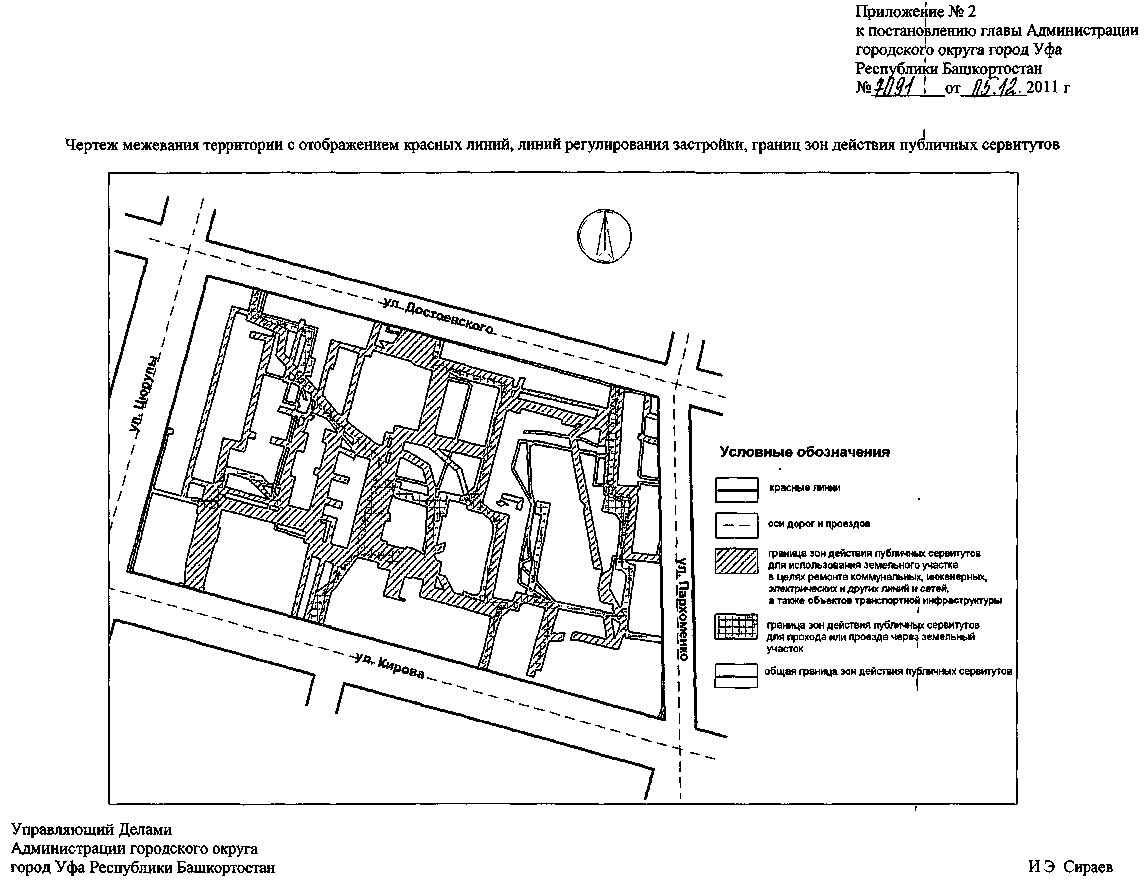 Приложение № 2
к постановлению главы Администрации
городского округа город Уфа
Республики Башкортостан
№ 7091 от 05.12. 2011 г
Чертеж межевания территории с отображением красных линий, линий регулирования застройки, границ зон действия публичных сервитутов
ул. Достоевского
ул. Цюрупы
Условные обозначения
красные линии
оси дорог и проездов
граница зон действия публичных сервитутов
для использования земельного участка
в целях ремонта коммунальных, инженерных,
электрических и других линий и сетей,
а также объектов транспортной инфраструктуры
ул. Пархоменко
граница зон действия публичных сервитутов
для прохода или проезда через земельный
участок
общая граница зон действия публичных сервитутов
ул. Кирова
Управляющий Делами
Администрации городского округа
город Уфа Республики Башкортостан
И Э Сираев